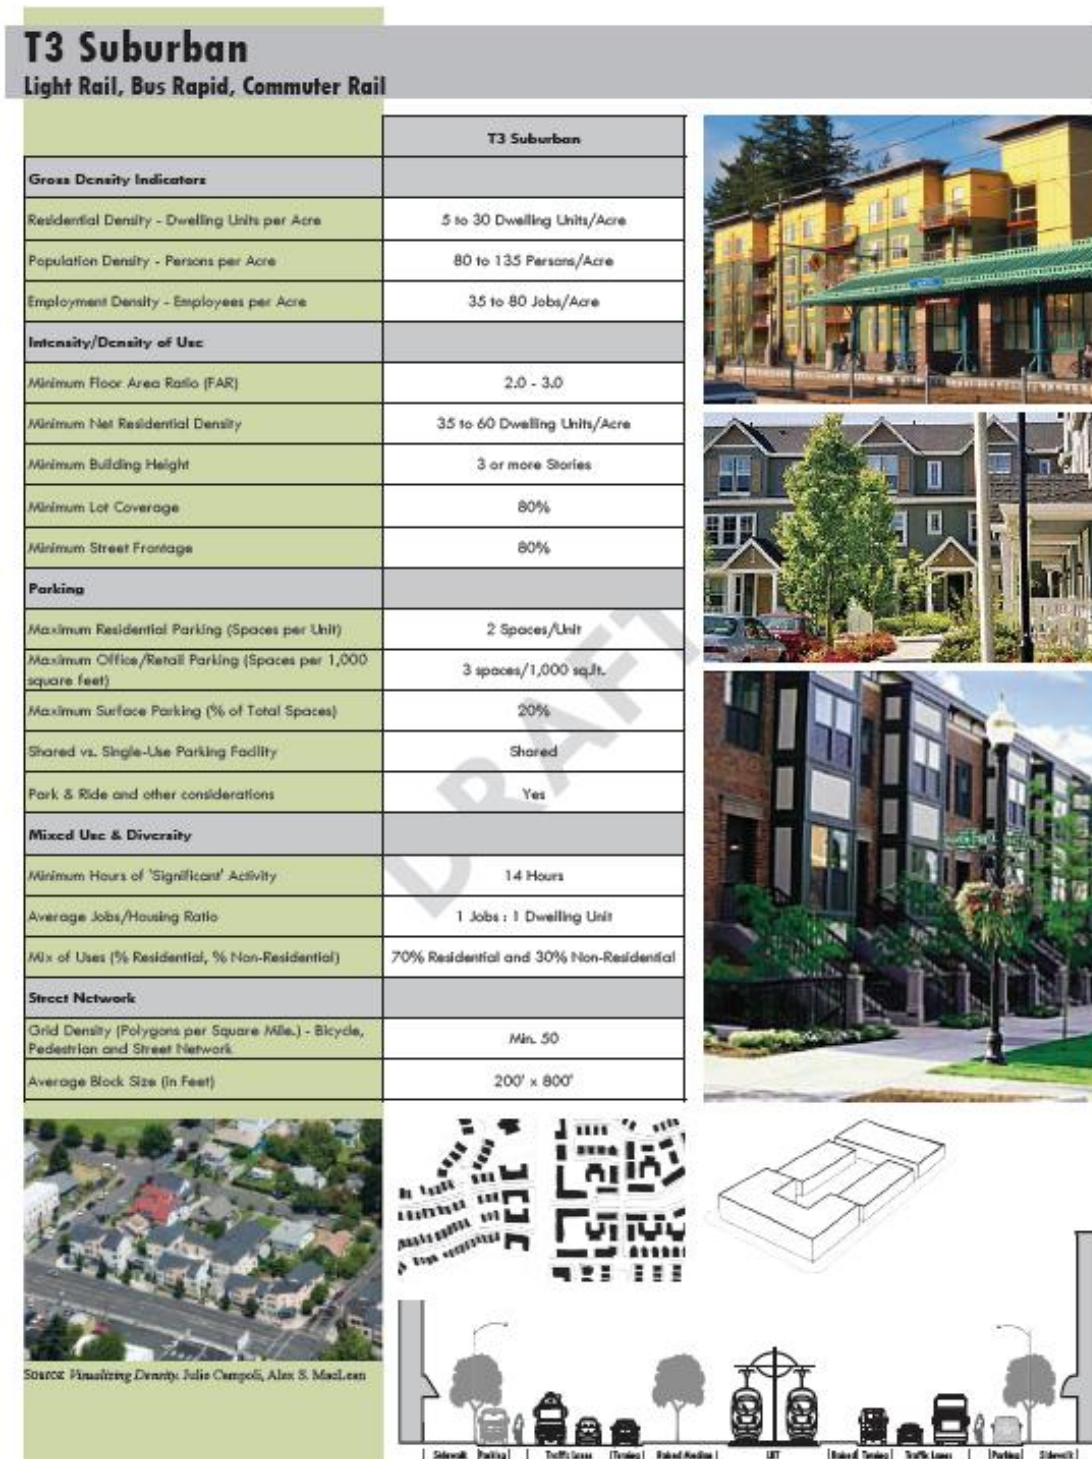 T3 Suburban
Light Rail, Bus Rapid, Commuter Rail
T3 Suburban
Gross Density Indicators
Residential Density - Dwelling Units per Acre
5 to 30 Dwelling Units/Acre
Population Density - Persons per Acre
80 to 135 Persons/Acre
Employment Density - Employees per Acre
35 to 80 Jobs/Acre
Intensity/Density of Use
Minimum Floor Area Ratio (FAR)
2.0 - 3.0
Minimum Net Residential Density
35 to 60 Dwelling Units/Acre
Minimum Building Height
3 or more Stories
Minimum Lot Coverage
80%
Minimum Street Frontage
80%
Parking
Maximum Residential Parking (Spaces per Unit)
2 Spaces/Unit
Maximum Office/Retail Parking (Spaces per 1,000
square feet)
3 spaces/1,000 sq.ft.
Maximum Surface Parking (% of Total Spaces)
20%
Shared vs. Single-Use Parking Facility
Shared
Park & Ride and other considerations
Yes
Mixed Use & Diversity
Minimum Hours of 'Significant' Activity
14 Hours
Average Jobs/Housing Ratio
1 Jobs : 1 Dwelling Unit
Mix of Uses (% Residential, % Non-Residential)
70% Residential and 30% Non-Residential
Street Network
Grid Density (Polygons per Square Mile.) - Bicycle,
Pedestrian and Street Network
Min. 50
Average Block Size (in Feet)
200' x 800'
DRAFT
Source: Visualizing Density. Julie Campoli, Alex S. MacLean
Sidewalk Parking Traffic Lanes Turning Raised Median LRT Raised Turning Traffic Lanes Parking Sidewalk